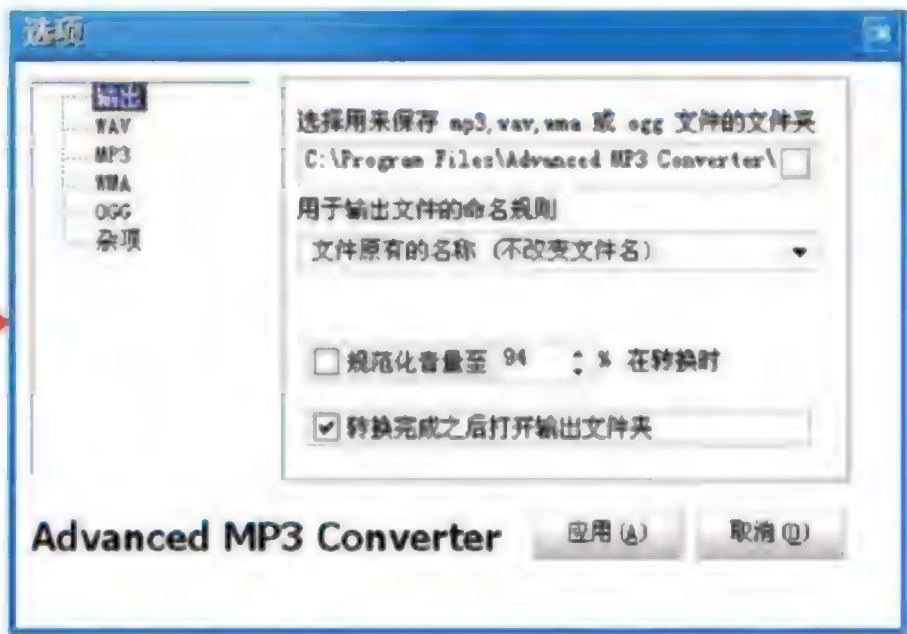 选项
输出
WAV
MP3
WMA
OGG
杂项
选择用来保存 mp3,wav,wma 或 ogg 文件的文件夹
C:\Program Files\Advanced MP3 Converter\
用于输出文件的命名规则
文件原有的名称 (不改变文件名)
规范化音量至 94 % 在转换时
转换完成之后打开输出文件夹
Advanced MP3 Converter
应用(A)
取消(Q)